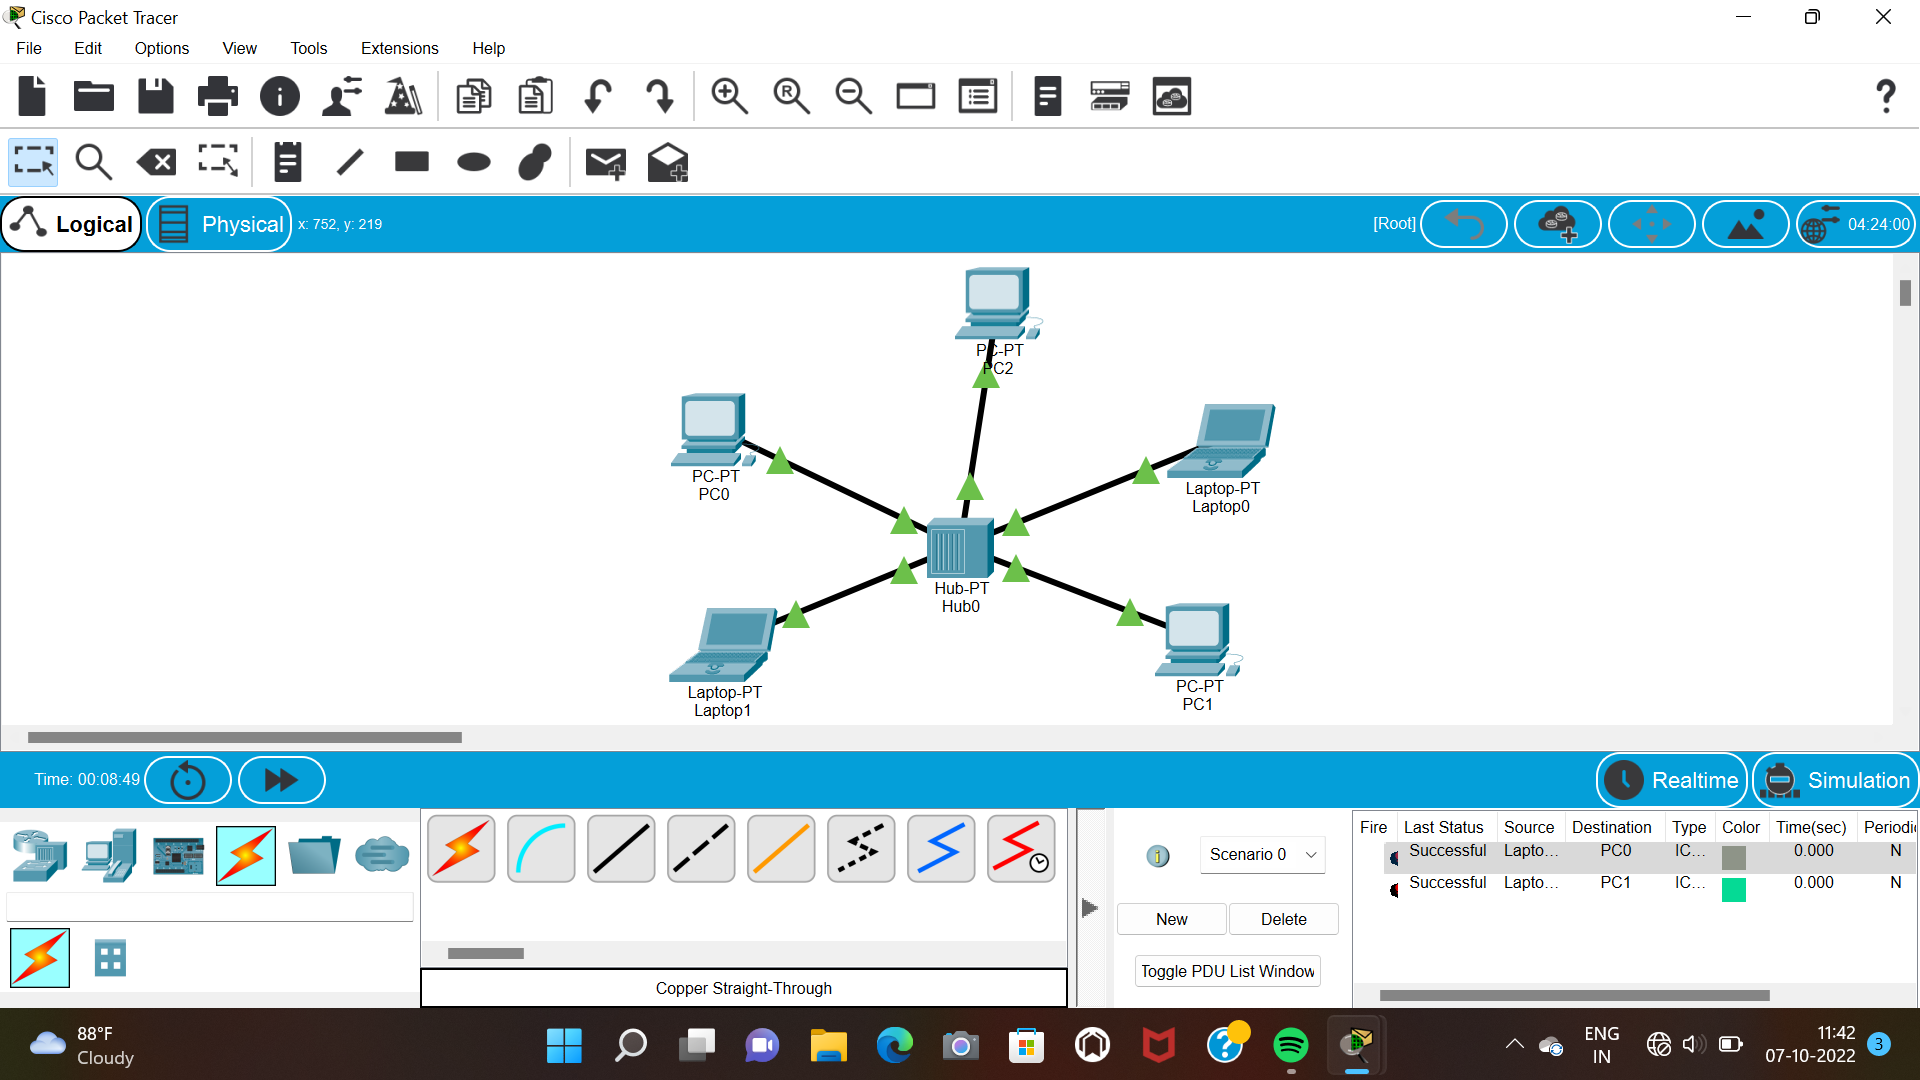 Cisco Packet Tracer
File Edit Options View Tools Extensions Help
Logical Physical x: 752, y: 219 [Root] 04:24:00
PC-PT
PC2
PC-PT
PC0
Laptop-PT
Laptop0
Hub-PT
Hub0
Laptop-PT
Laptop1
PC-PT
PC1
Time: 00:08:49 Realtime Simulation
Fire Last Status Source Destination Type Color Time(sec) Periodi
Successful Lapto... PC0 IC... 0.000 N
Successful Lapto... PC1 IC... 0.000 N
Scenario 0
New Delete
Toggle PDU List Window
Copper Straight-Through
88°F
Cloudy
ENG
IN
11:42
07-10-2022
3